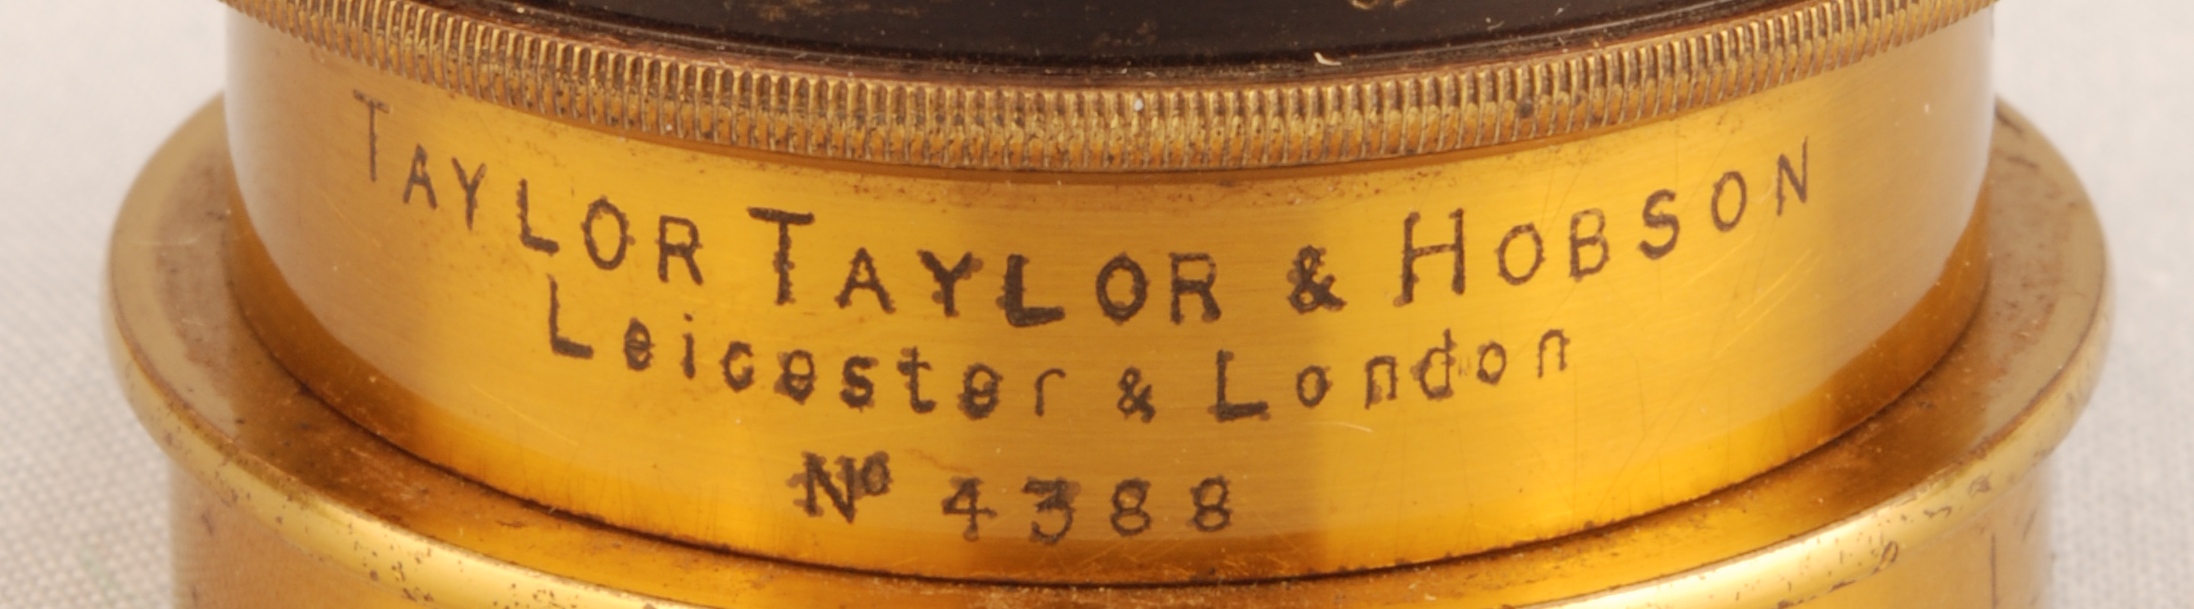 TAYLOR TAYLOR & HOBSON
Leicester & London
Nº 4388